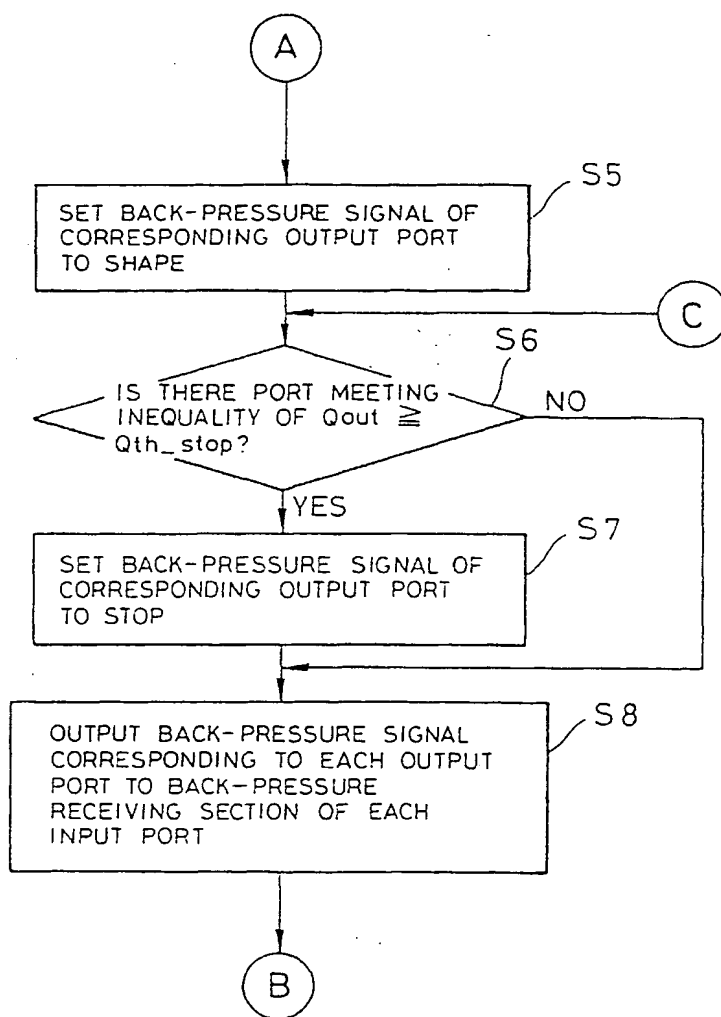 A
S5
SET BACK-PRESSURE SIGNAL OF
CORRESPONDING OUTPUT PORT
TO SHAPE
C
S6
IS THERE PORT MEETING
INEQUALITY OF Qout ≧
Qth_stop?
NO
YES
S7
SET BACK-PRESSURE SIGNAL OF
CORRESPONDING OUTPUT PORT
TO STOP
S8
OUTPUT BACK-PRESSURE SIGNAL
CORRESPONDING TO EACH OUTPUT
PORT TO BACK-PRESSURE
RECEIVING SECTION OF EACH
INPUT PORT
B